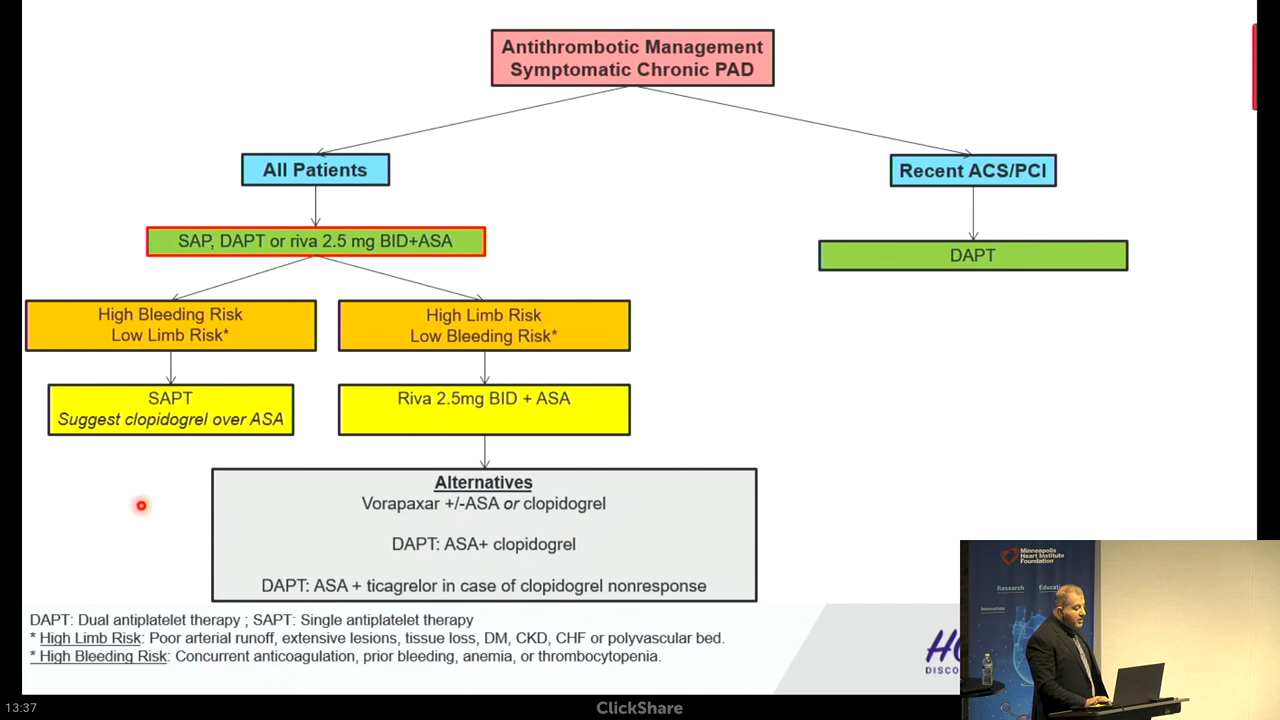 Antithrombotic Management
Symptomatic Chronic PAD
All Patients
Recent ACS/PCI
SAP, DAPT or riva 2.5 mg BID+ASA
DAPT
High Bleeding Risk
Low Limb Risk*
High Limb Risk
Low Bleeding Risk*
SAPT
Suggest clopidogrel over ASA
Riva 2.5mg BID + ASA
Alternatives
Vorapaxar +/-ASA or clopidogrel
DAPT: ASA+ clopidogrel
DAPT: ASA + ticagrelor in case of clopidogrel nonresponse
DAPT: Dual antiplatelet therapy ; SAPT: Single antiplatelet therapy
* High Limb Risk: Poor arterial runoff, extensive lesions, tissue loss, DM, CKD, CHF or polyvascular bed.
* High Bleeding Risk: Concurrent anticoagulation, prior bleeding, anemia, or thrombocytopenia.
Minneapolis
Heart Institute
Foundation
Research
Innovation
13:37
ClickShare